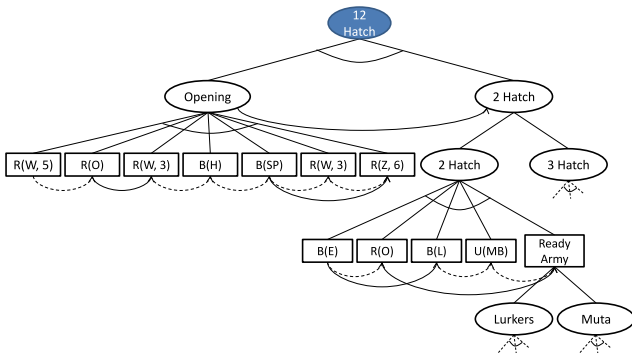 12
Hatch
Opening
2 Hatch
R(W, 5)
R(O)
R(W, 3)
B(H)
B(SP)
R(W, 3)
R(Z, 6)
2 Hatch
3 Hatch
B(E)
R(O)
B(L)
U(MB)
Ready
Army
Lurkers
Muta